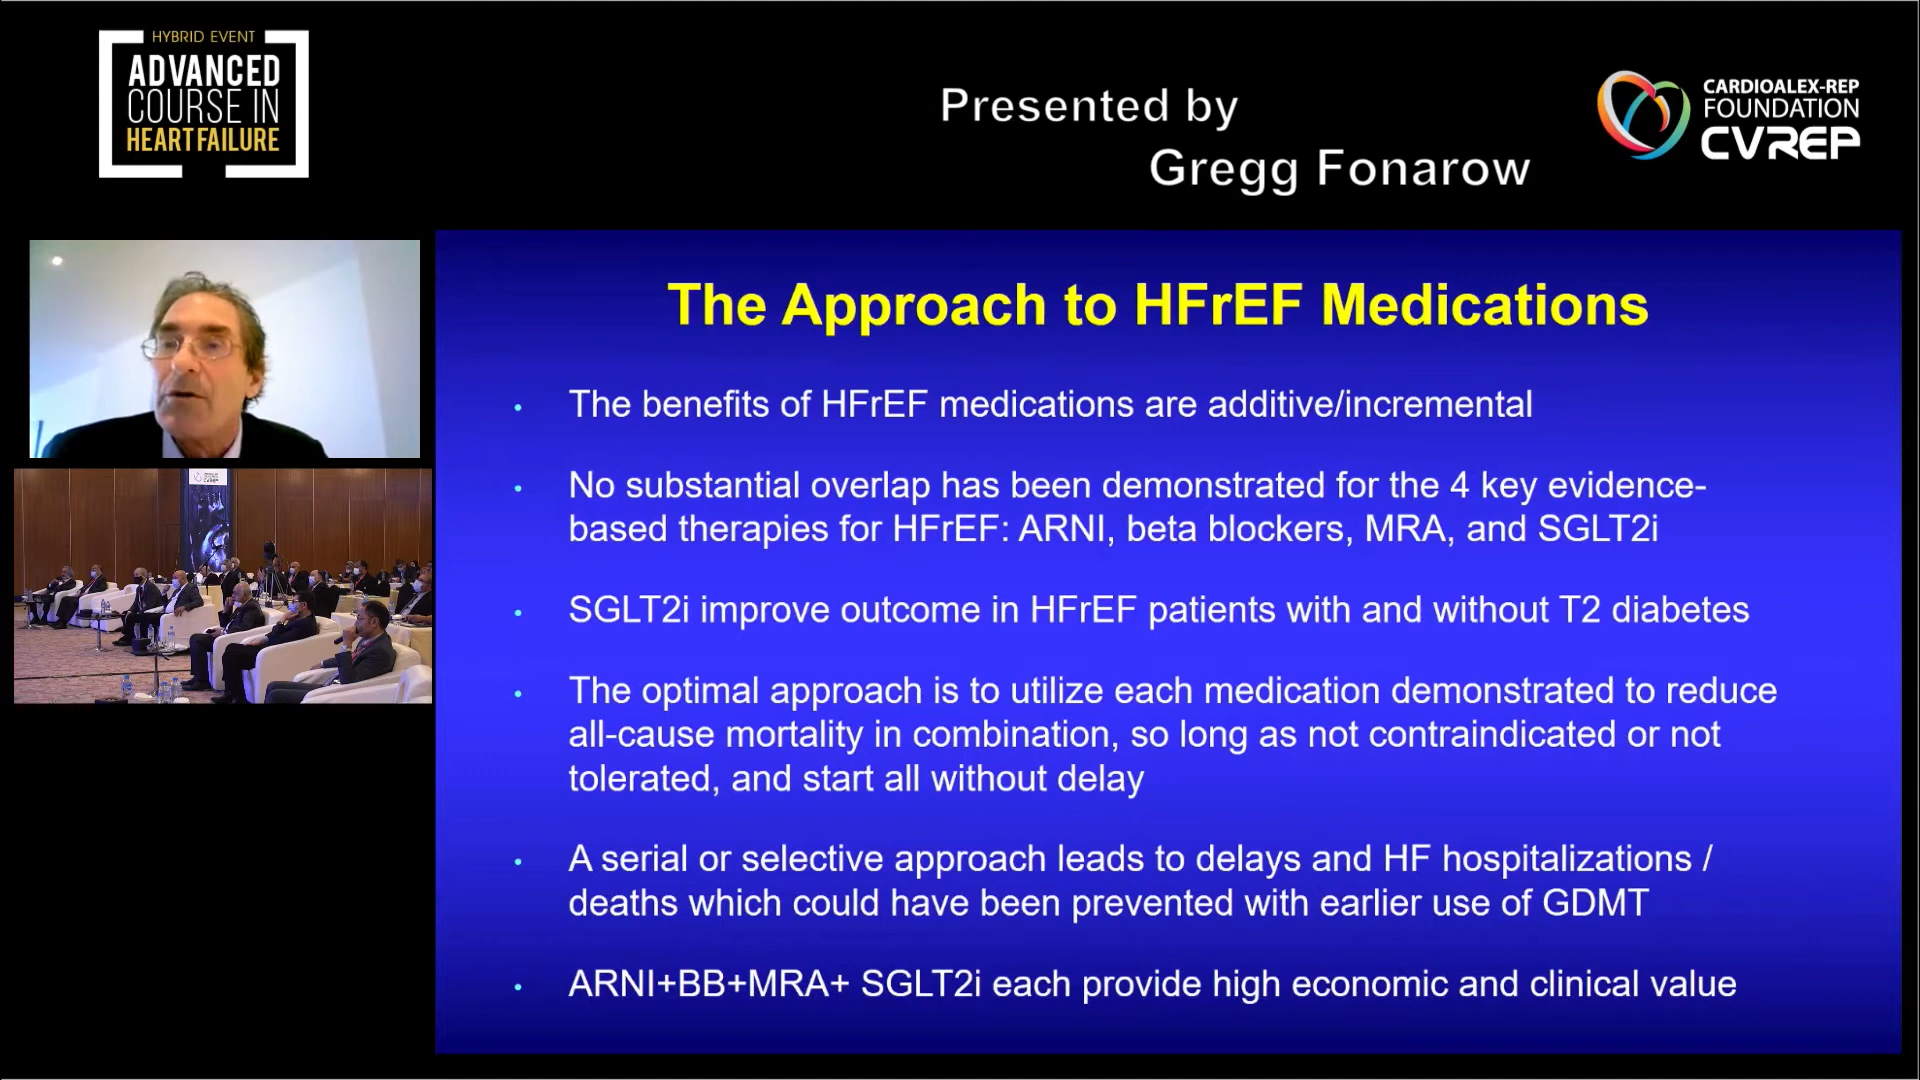 HYBRID EVENT
ADVANCED
COURSE IN
HEART FAILURE
Presented by
Gregg Fonarow
CARDIOALEX-REP
FOUNDATION
CVREP
The Approach to HFrEF Medications
• The benefits of HFrEF medications are additive/incremental
• No substantial overlap has been demonstrated for the 4 key evidence-
based therapies for HFrEF: ARNI, beta blockers, MRA, and SGLT2i
• SGLT2i improve outcome in HFrEF patients with and without T2 diabetes
• The optimal approach is to utilize each medication demonstrated to reduce
all-cause mortality in combination, so long as not contraindicated or not
tolerated, and start all without delay
• A serial or selective approach leads to delays and HF hospitalizations /
deaths which could have been prevented with earlier use of GDMT
• ARNI+BB+MRA+ SGLT2i each provide high economic and clinical value
CVREP